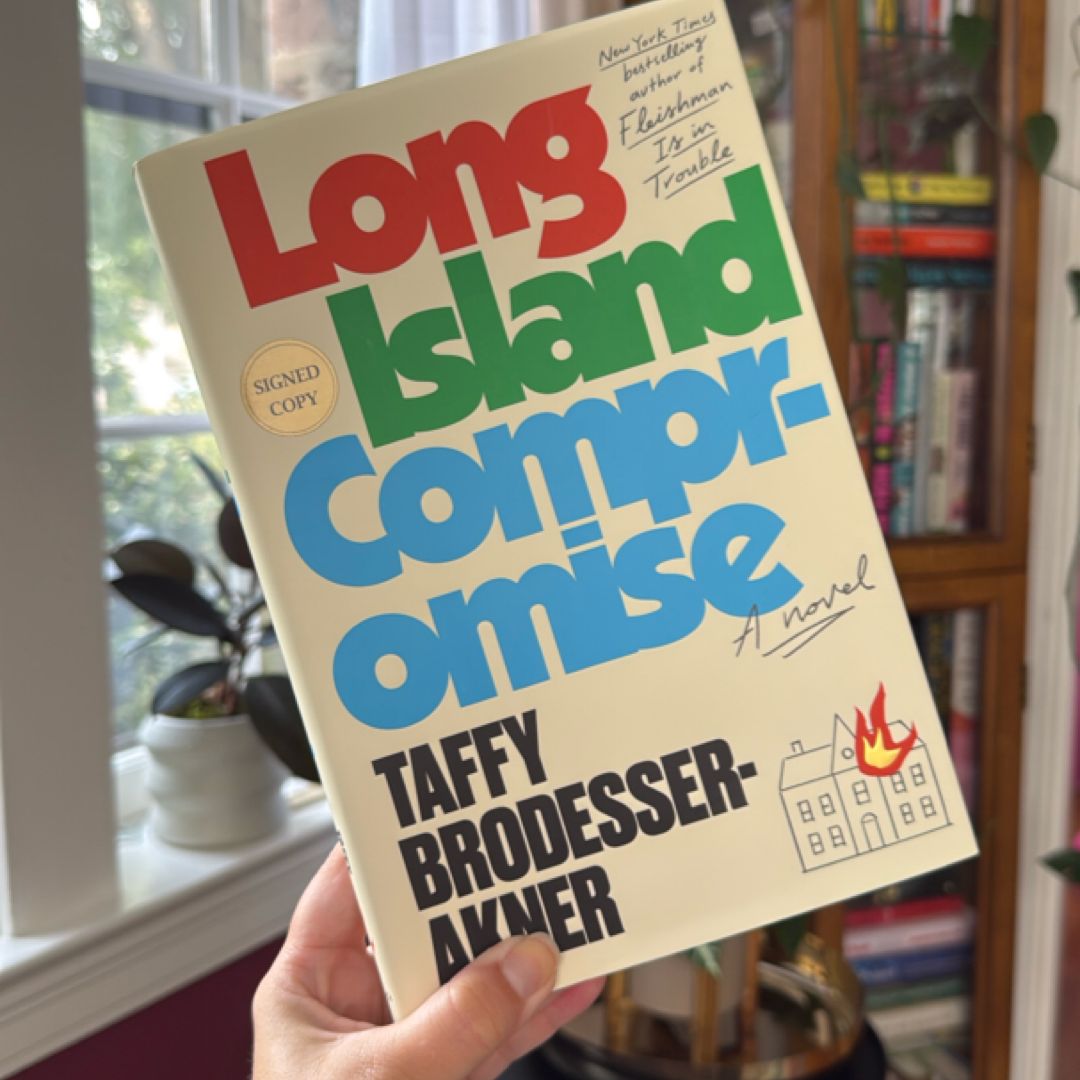 New York Times
bestselling
author of
Fleishman
Is in
Trouble
Long
Island
Compr-
omise
SIGNED
COPY
A novel
TAFFY
BRODESSER-
AKNER